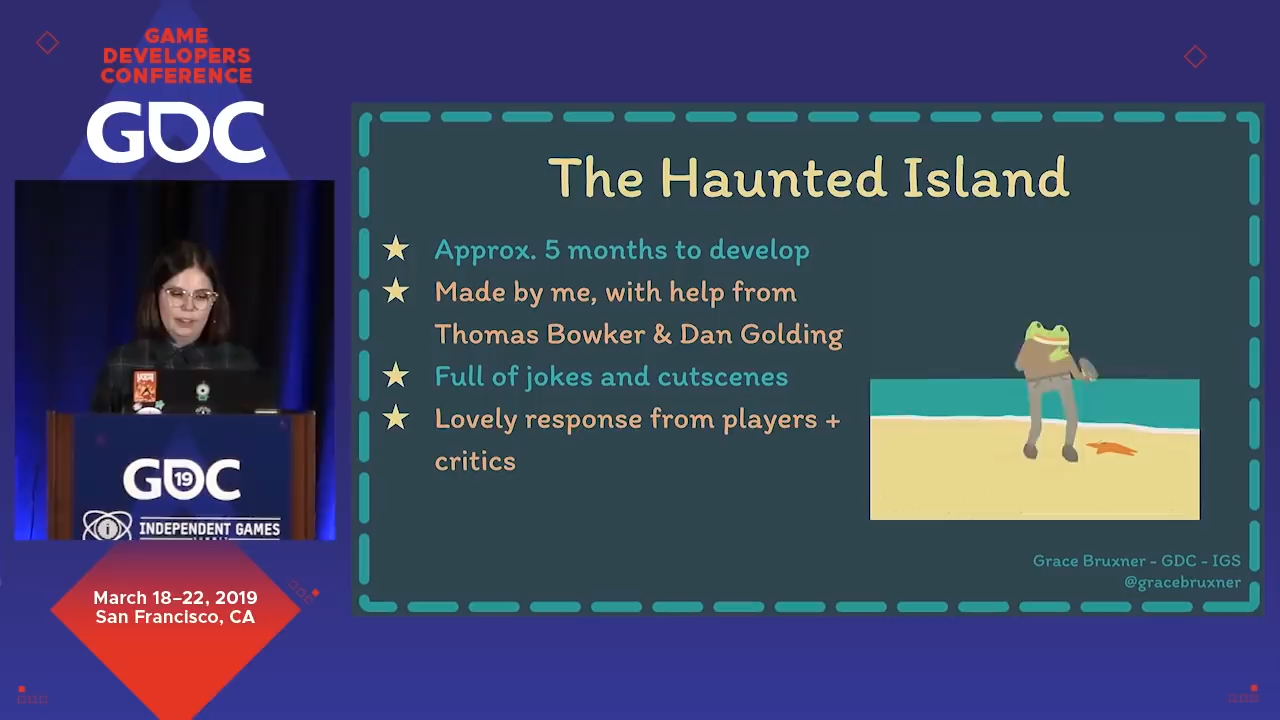 GAME
DEVELOPERS
CONFERENCE
GDC
The Haunted Island
Approx. 5 months to develop
Made by me, with help from
Thomas Bowker & Dan Golding
Full of jokes and cutscenes
Lovely response from players +
critics
Grace Bruxner - GDC - IGS
@gracebruxner
GDC 19
INDEPENDENT GAMES
March 18–22, 2019
San Francisco, CA